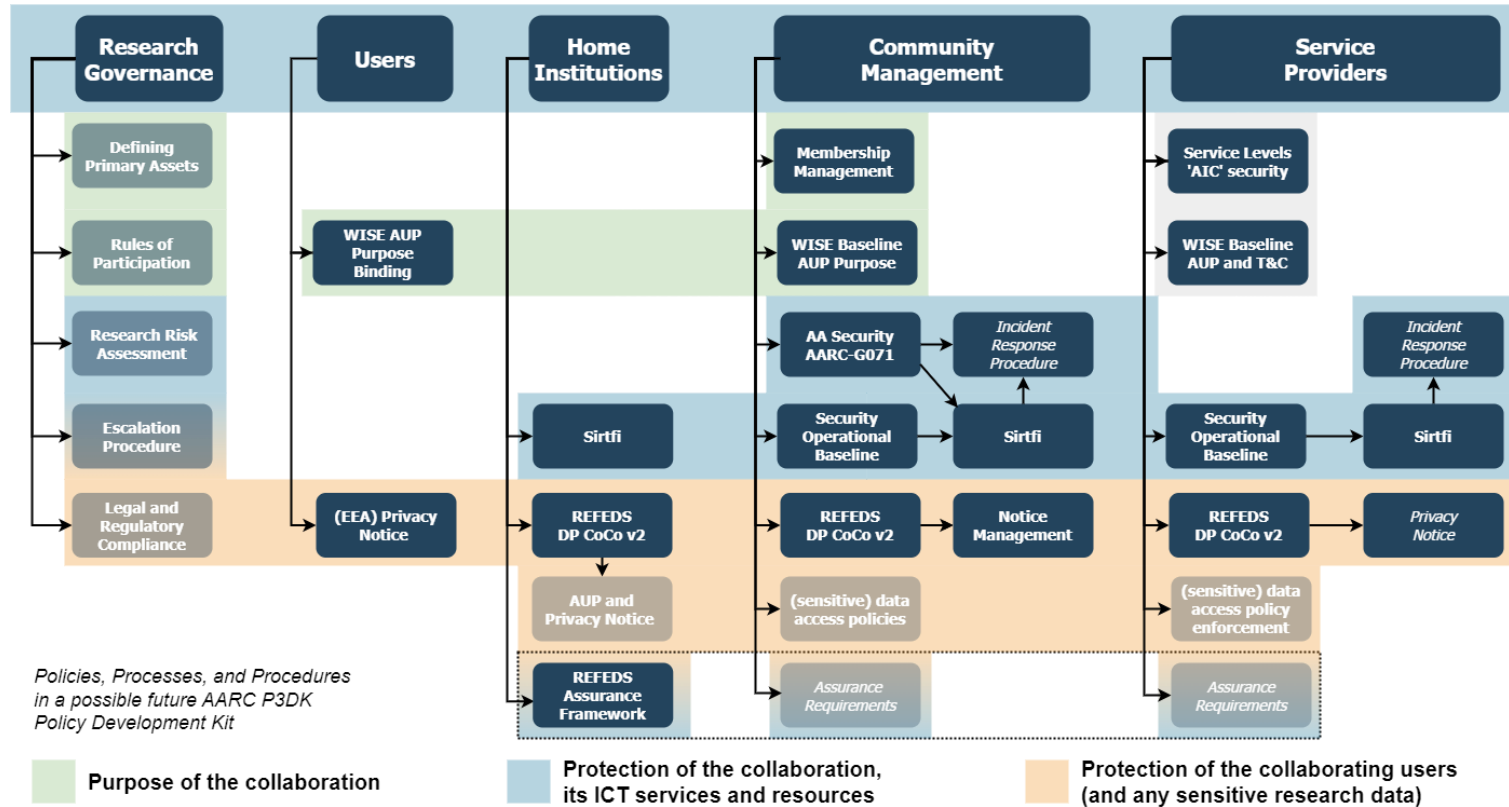 Research
Governance
Users
Home
Institutions
Community
Management
Service
Providers
Defining
Primary Assets
Membership
Management
Service Levels
'AIC' security
Rules of
Participation
WISE AUP
Purpose
Binding
WISE Baseline
AUP Purpose
WISE Baseline
AUP and T&C
Research Risk
Assessment
AA Security
AARC-G071
Incident
Response
Procedure
Incident
Response
Procedure
Escalation
Procedure
Sirtfi
Security
Operational
Baseline
Sirtfi
Security
Operational
Baseline
Sirtfi
Legal and
Regulatory
Compliance
(EEA) Privacy
Notice
REFEDS
DP CoCo v2
REFEDS
DP CoCo v2
Notice
Management
REFEDS
DP CoCo v2
Privacy
Notice
AUP and
Privacy Notice
(sensitive) data
access policies
(sensitive) data
access policy
enforcement
REFEDS
Assurance
Framework
Assurance
Requirements
Assurance
Requirements
Policies, Processes, and Procedures
in a possible future AARC P3DK
Policy Development Kit
Purpose of the collaboration
Protection of the collaboration,
its ICT services and resources
Protection of the collaborating users
(and any sensitive research data)